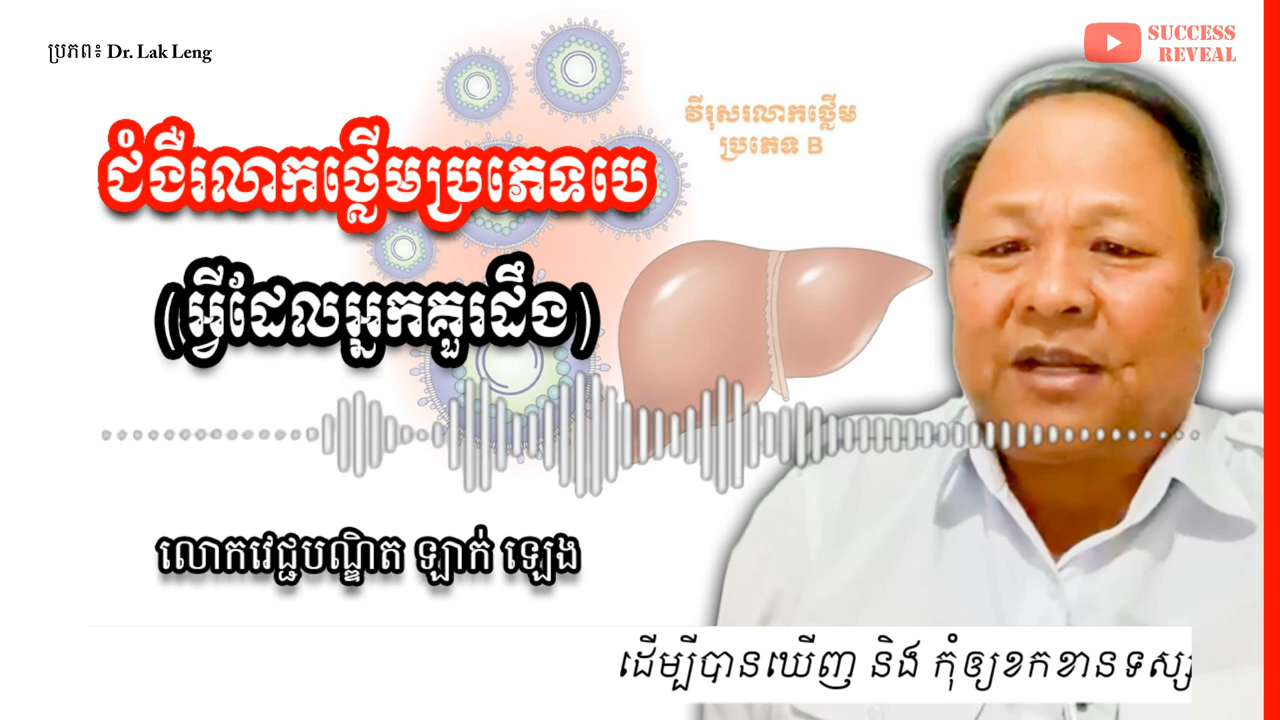 ប្រភព៖ Dr. Lak Leng
SUCCESS
REVEAL
វីរុសរលាកថ្លើម
ប្រភេទ B
ជំងឺរលាកថ្លើមប្រភេទបេ
(អ្វីដែលអ្នកគួរដឹង)
លោកវេជ្ជបណ្ឌិត ឡាក់ ឡេង
ដើម្បីបានឃើញ និង កុំឲ្យខកខានទស្ស